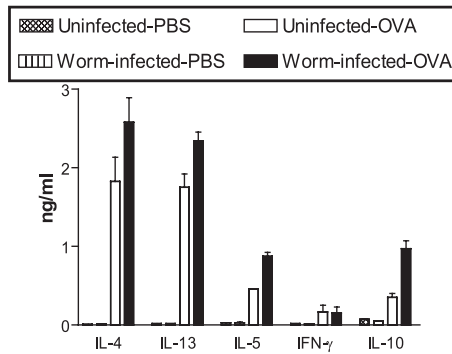 Uninfected-PBS Uninfected-OVA
Worm-infected-PBS Worm-infected-OVA
3
2
ng/ml
1
0
IL-4 IL-13 IL-5 IFN-γ IL-10